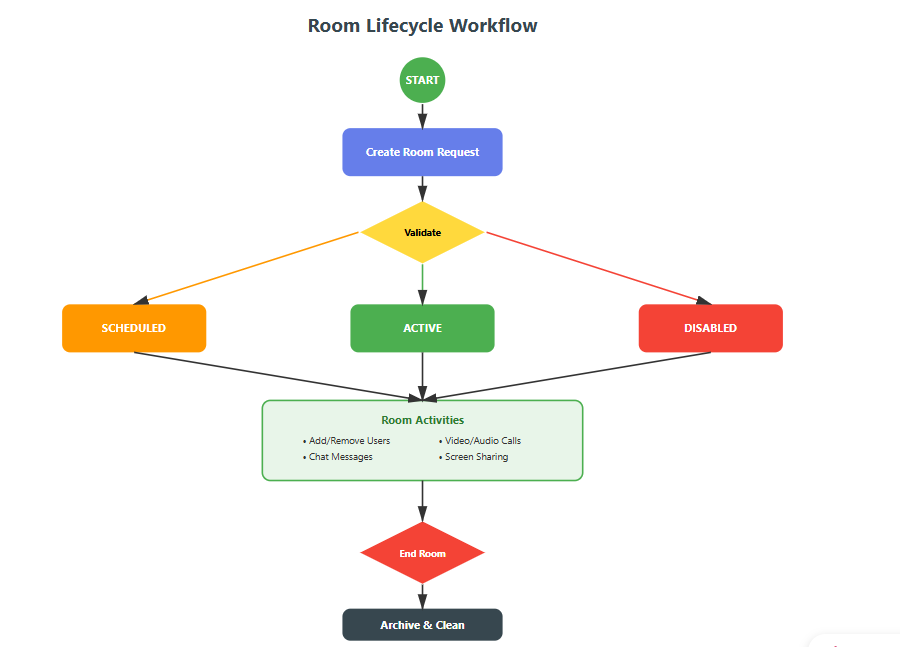 Room Lifecycle Workflow
START
Create Room Request
Validate
SCHEDULED
ACTIVE
DISABLED
Room Activities
• Add/Remove Users
• Video/Audio Calls
• Chat Messages
• Screen Sharing
End Room
Archive & Clean